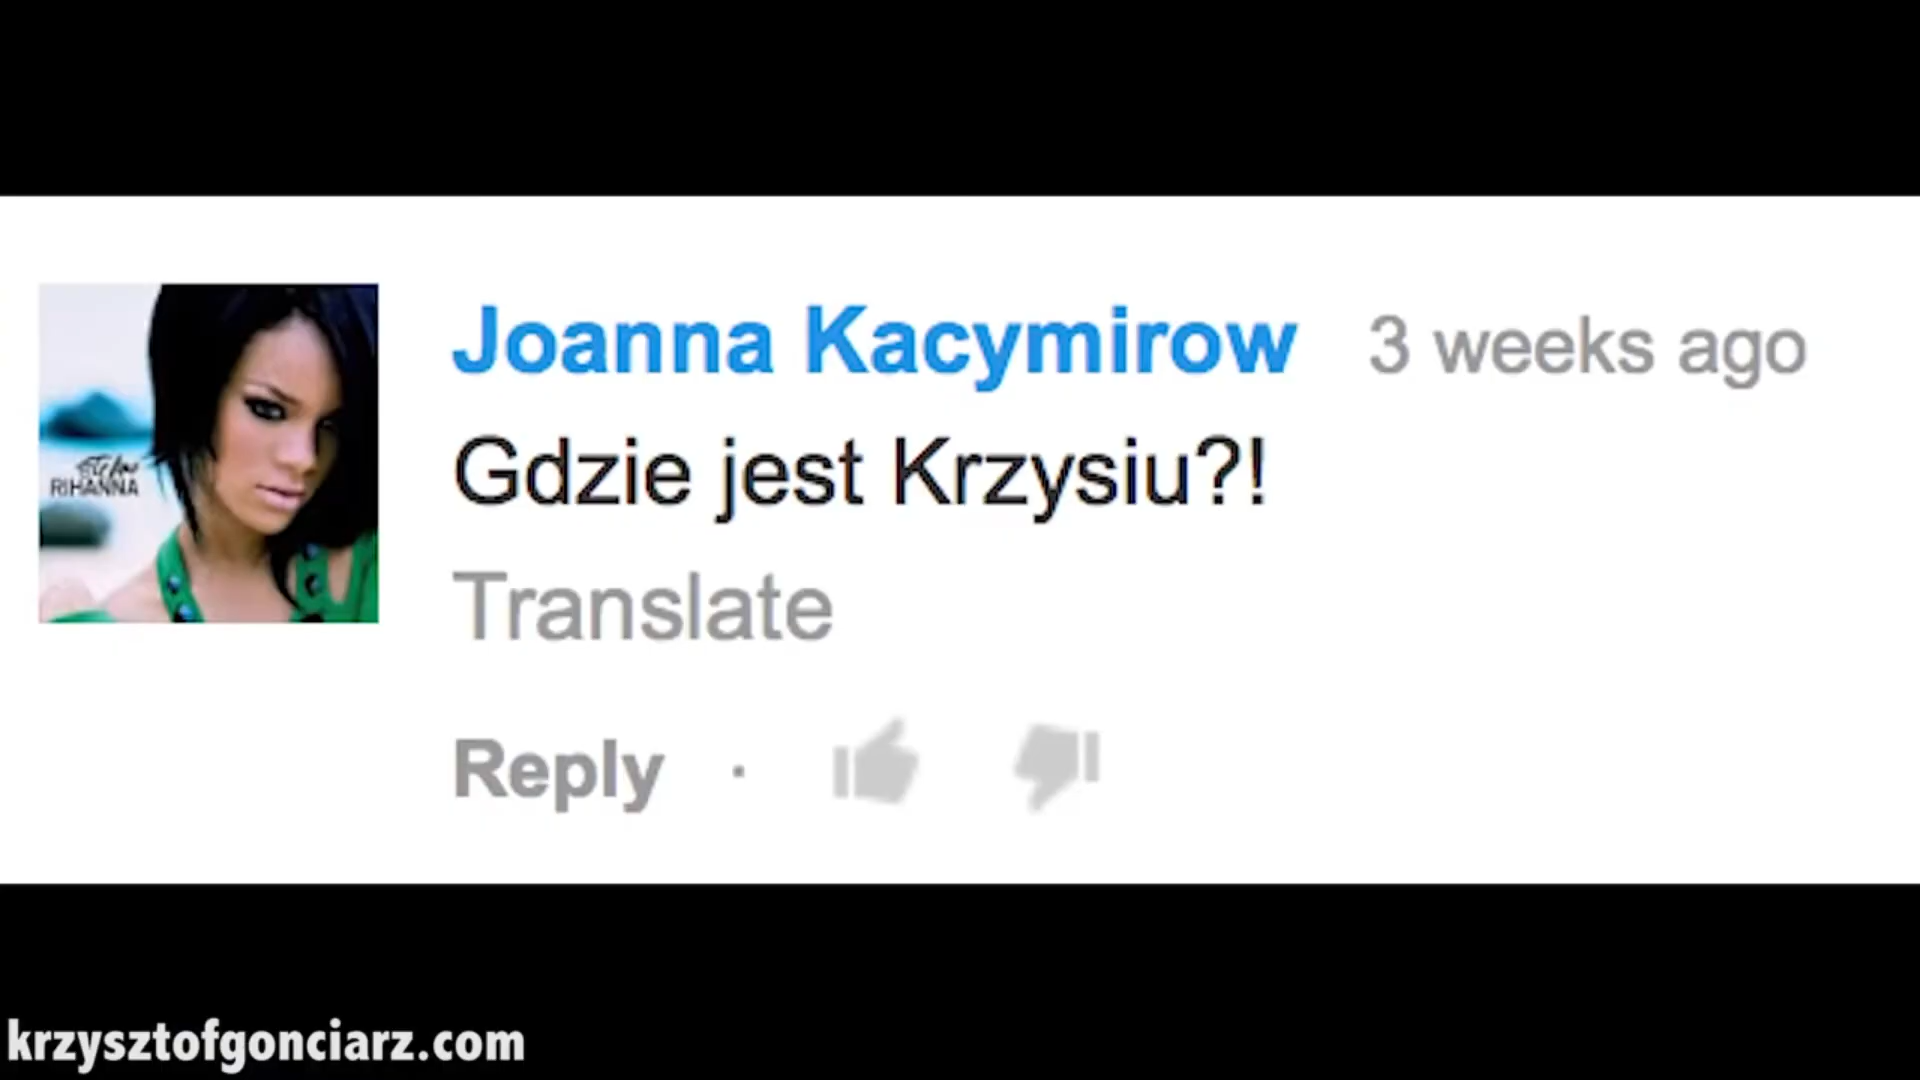 Joanna Kacymirow 3 weeks ago
Gdzie jest Krzysiu?!
RIHANNA
Translate
Reply ·
krzysztofgonciarz.com